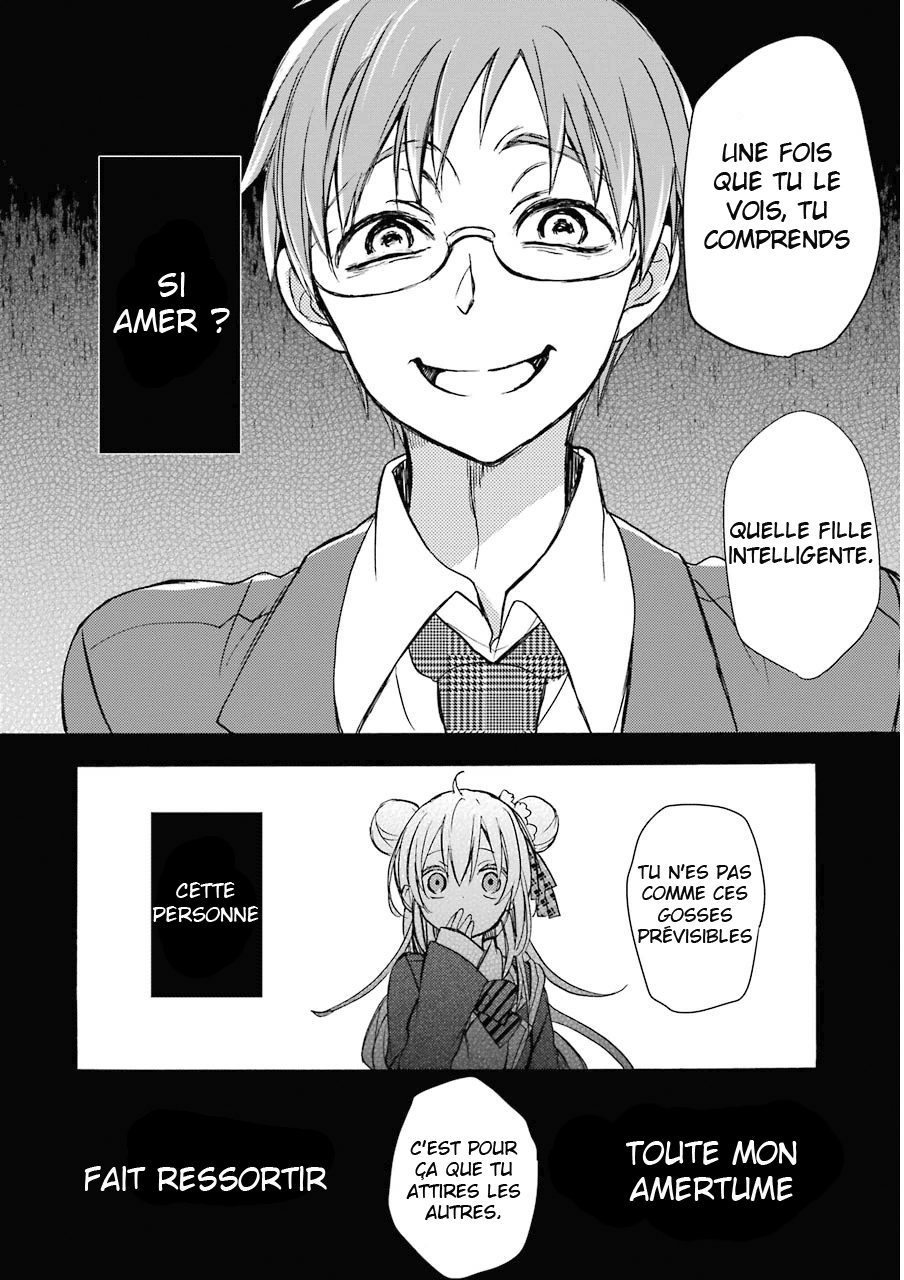 UNE FOIS
QUE TU LE
VOIS, TU
COMPRENDS
SI
AMER ?
QUELLE FILLE
INTELLIGENTE.
TU N'ES PAS
COMME CES
GOSSES
PRÉVISIBLES
CETTE
PERSONNE
TOUTE MON
AMERTUME
C'EST POUR
ÇA QUE TU
ATTIRES LES
AUTRES.
FAIT RESSORTIR